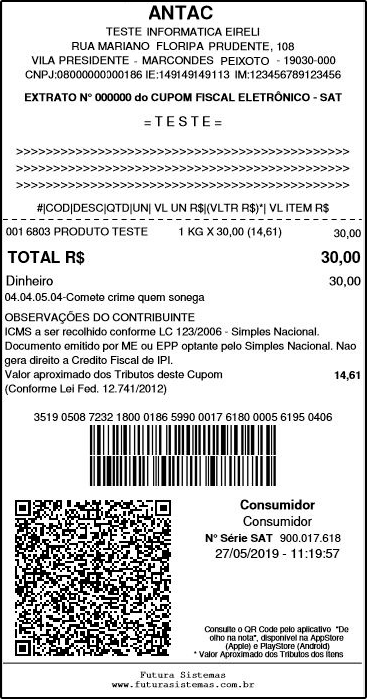 ANTAC
TESTE INFORMATICA EIRELI
RUA MARIANO FLORIPA PRUDENTE, 108
VILA PRESIDENTE - MARCONDES PEIXOTO - 19030-000
CNPJ:08000000000186 IE:149149149113 IM:123456789123456
EXTRATO Nº 000000 do CUPOM FISCAL ELETRÔNICO - SAT
= T E S T E =
>>>>>>>>>>>>>>>>>>>>>>>>>>>>>>>>>>>>>>>>>>>>>>
>>>>>>>>>>>>>>>>>>>>>>>>>>>>>>>>>>>>>>>>>>>>>>
>>>>>>>>>>>>>>>>>>>>>>>>>>>>>>>>>>>>>>>>>>>>>>
#|COD|DESC|QTD|UN| VL UN R$|(VLTR R$)*| VL ITEM R$
001 6803 PRODUTO TESTE 1 KG X 30,00 (14,61) 30,00
TOTAL R$ 30,00
Dinheiro 30,00
04.04.05.04-Comete crime quem sonega
OBSERVAÇÕES DO CONTRIBUINTE
ICMS a ser recolhido conforme LC 123/2006 - Simples Nacional.
Documento emitido por ME ou EPP optante pelo Simples Nacional. Nao
gera direito a Credito Fiscal de IPI.
Valor aproximado dos Tributos deste Cupom 14,61
(Conforme Lei Fed. 12.741/2012)
3519 0508 7232 1800 0186 5990 0017 6180 0005 6195 0406
Consumidor
Consumidor
Nº Série SAT 900.017.618
27/05/2019 - 11:19:57
Consulte o QR Code pelo aplicativo "De
olho na nota", disponível na AppStore
(Apple) e PlayStore (Android)
* Valor Aproximado dos Tributos dos Itens
Futura Sistemas
www.futurasistemas.com.br